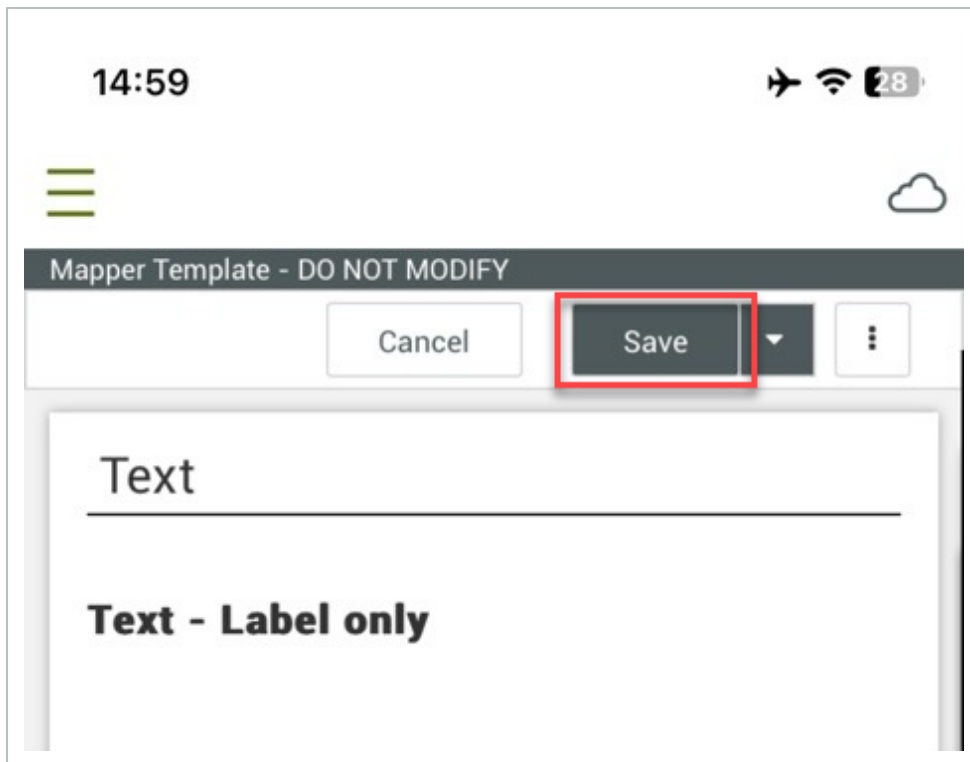 14:59
28
Mapper Template - DO NOT MODIFY
Cancel
Save
Text
Text - Label only